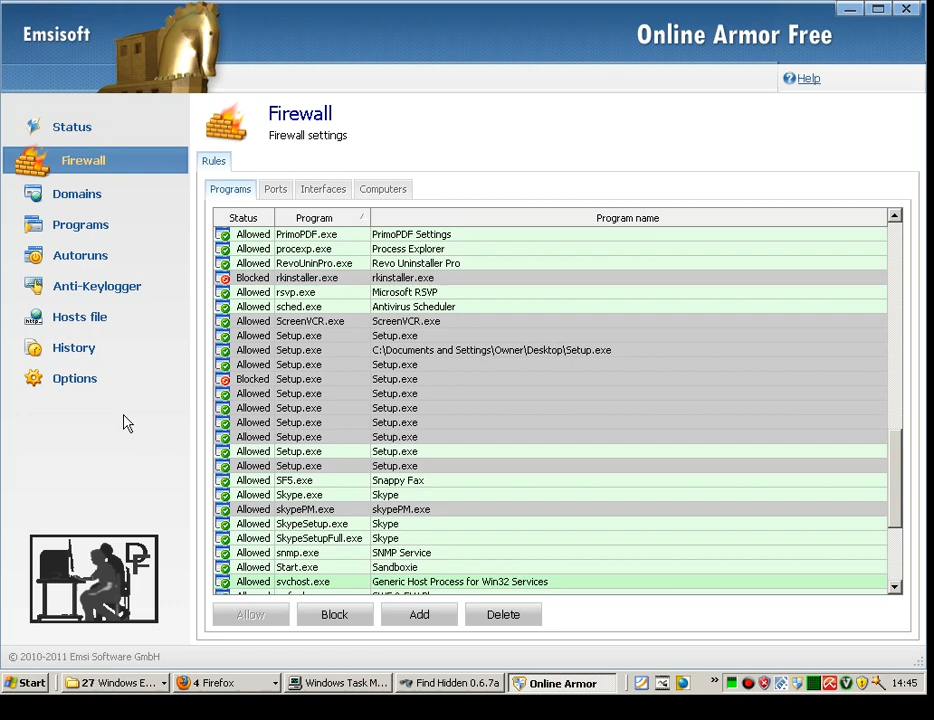 Emsisoft
Online Armor Free
Help
Status
Firewall
Domains
Programs
Autoruns
Anti-Keylogger
Hosts file
History
Options
Firewall
Firewall settings
Rules
Programs Ports Interfaces Computers
Status Program Program name
Allowed PrimoPDF.exe PrimoPDF Settings
Allowed procexp.exe Process Explorer
Allowed RevoUninPro.exe Revo Uninstaller Pro
Blocked rkinstaller.exe rkinstaller.exe
Allowed rsvp.exe Microsoft RSVP
Allowed sched.exe Antivirus Scheduler
Allowed ScreenVCR.exe ScreenVCR.exe
Allowed Setup.exe Setup.exe
Allowed Setup.exe C:\Documents and Settings\Owner\Desktop\Setup.exe
Allowed Setup.exe Setup.exe
Blocked Setup.exe Setup.exe
Allowed Setup.exe Setup.exe
Allowed Setup.exe Setup.exe
Allowed Setup.exe Setup.exe
Allowed Setup.exe Setup.exe
Allowed Setup.exe Setup.exe
Allowed Setup.exe Setup.exe
Allowed SF5.exe Snappy Fax
Allowed Skype.exe Skype
Allowed skypePM.exe skypePM.exe
Allowed SkypeSetup.exe Skype
Allowed SkypeSetupFull.exe Skype
Allowed snmp.exe SNMP Service
Allowed Start.exe Sandboxie
Allowed svchost.exe Generic Host Process for Win32 Services
Allow Block Add Delete
DF
© 2010-2011 Emsi Software GmbH
Start 27 Windows E... 4 Firefox Windows Task M... Find Hidden 0.6.7a Online Armor » 14:45